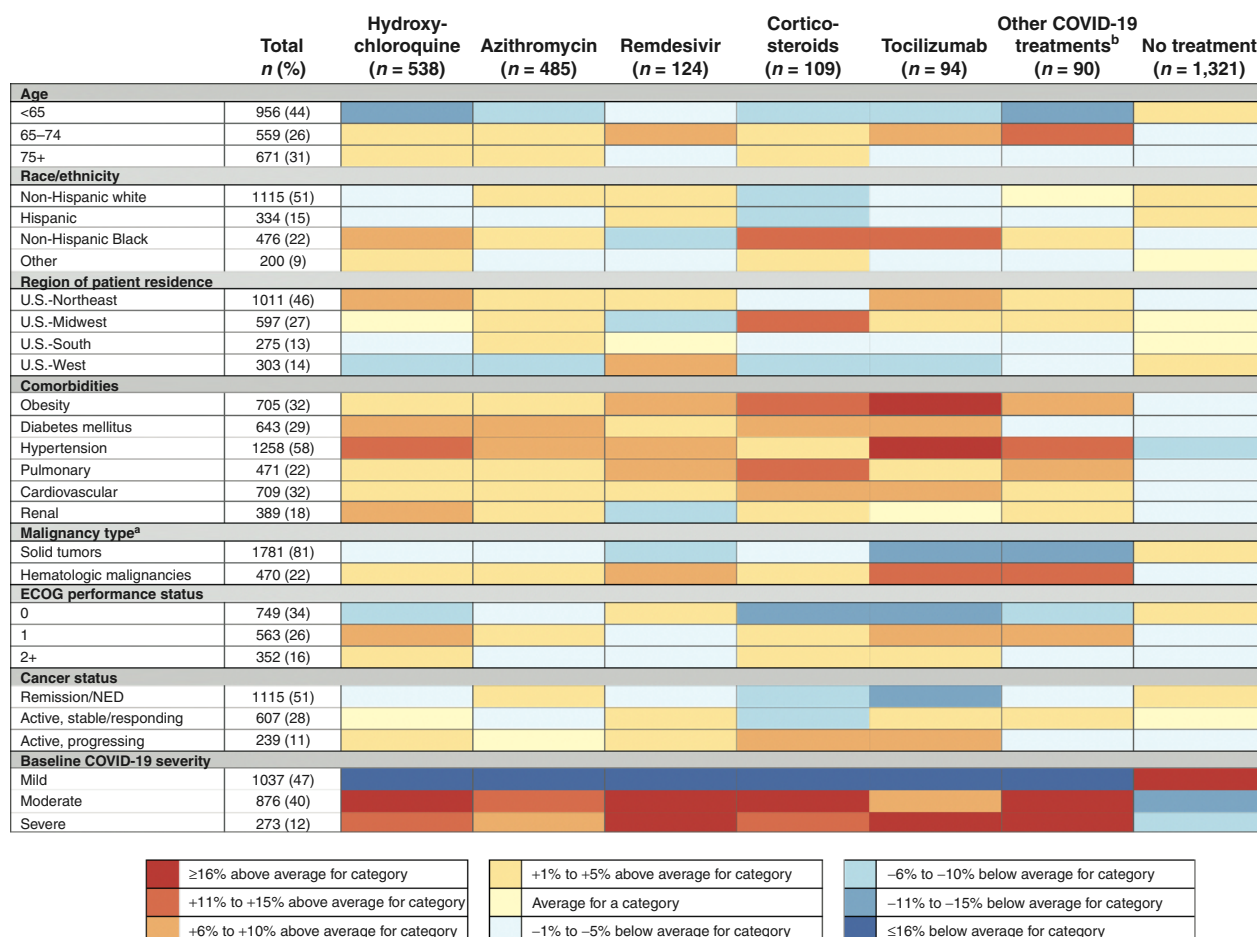 Hydroxy- Cortico- Other COVID-19
Total chloroquine Azithromycin Remdesivir steroids Tocilizumab treatmentsᵇ No treatment
n (%) (n = 538) (n = 485) (n = 124) (n = 109) (n = 94) (n = 90) (n = 1,321)
Age
<65 956 (44)
65–74 559 (26)
75+ 671 (31)
Race/ethnicity
Non-Hispanic white 1115 (51)
Hispanic 334 (15)
Non-Hispanic Black 476 (22)
Other 200 (9)
Region of patient residence
U.S.-Northeast 1011 (46)
U.S.-Midwest 597 (27)
U.S.-South 275 (13)
U.S.-West 303 (14)
Comorbidities
Obesity 705 (32)
Diabetes mellitus 643 (29)
Hypertension 1258 (58)
Pulmonary 471 (22)
Cardiovascular 709 (32)
Renal 389 (18)
Malignancy typeᵃ
Solid tumors 1781 (81)
Hematologic malignancies 470 (22)
ECOG performance status
0 749 (34)
1 563 (26)
2+ 352 (16)
Cancer status
Remission/NED 1115 (51)
Active, stable/responding 607 (28)
Active, progressing 239 (11)
Baseline COVID-19 severity
Mild 1037 (47)
Moderate 876 (40)
Severe 273 (12)
≥16% above average for category +1% to +5% above average for category −6% to −10% below average for category
+11% to +15% above average for category Average for a category −11% to −15% below average for category
+6% to +10% above average for category −1% to −5% below average for category ≤16% below average for category